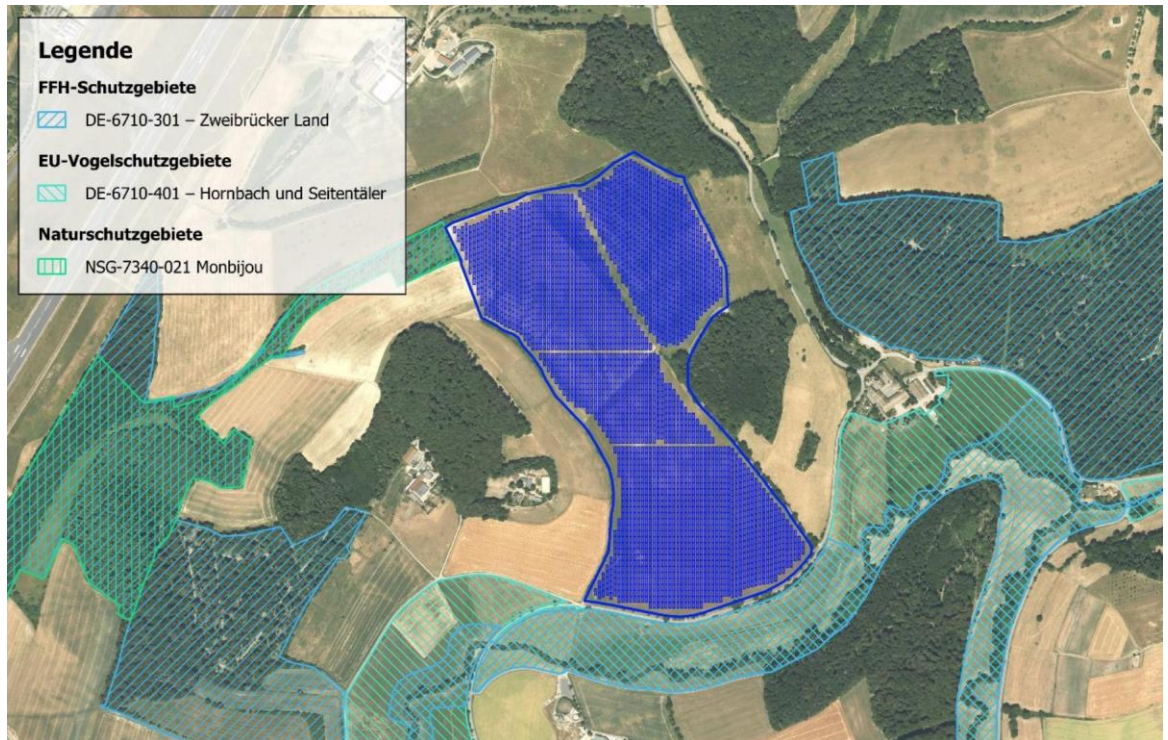 Legende
FFH-Schutzgebiete
DE-6710-301 – Zweibrücker Land
EU-Vogelschutzgebiete
DE-6710-401 – Hornbach und Seitentäler
Naturschutzgebiete
NSG-7340-021 Monbijou